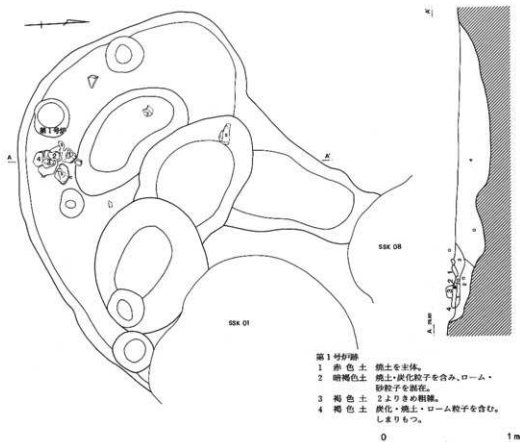 第1号炉
A
A'
SSK 08
SSK 01
A'
A
第1号炉跡
1 赤色土 焼土を主体。
2 暗褐色土 焼土・炭化粒子を含み、ローム・
砂粒子を混在。
3 褐色土 2よりきめ粗雑。
4 褐色土 炭化・焼土・ローム粒子を含む。
しまりもつ。
0 1m